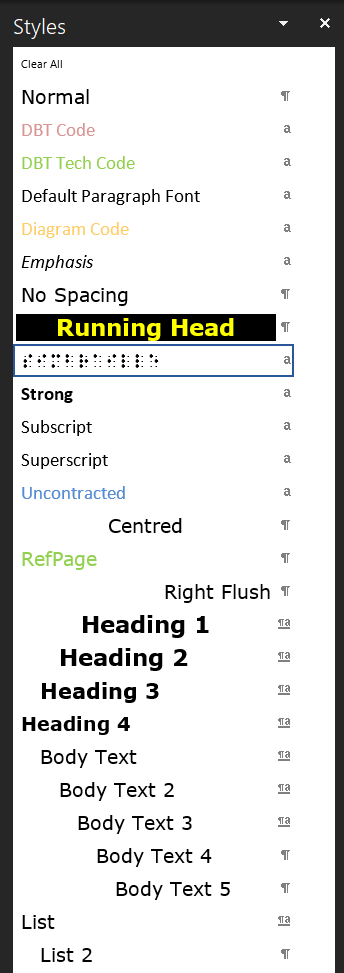 Styles
Clear All
Normal ¶
DBT Code a
DBT Tech Code a
Default Paragraph Font a
Diagram Code a
Emphasis a
No Spacing ¶
Running Head ¶
⠎⠊⠍⠃⠗⠁⠊⠇⠇⠑ a
Strong a
Subscript a
Superscript a
Uncontracted a
Centred ¶
RefPage ¶
Right Flush ¶
Heading 1 ¶a
Heading 2 ¶a
Heading 3 ¶a
Heading 4 ¶a
Body Text ¶a
Body Text 2 ¶a
Body Text 3 ¶a
Body Text 4 ¶
Body Text 5 ¶
List ¶a
List 2 ¶